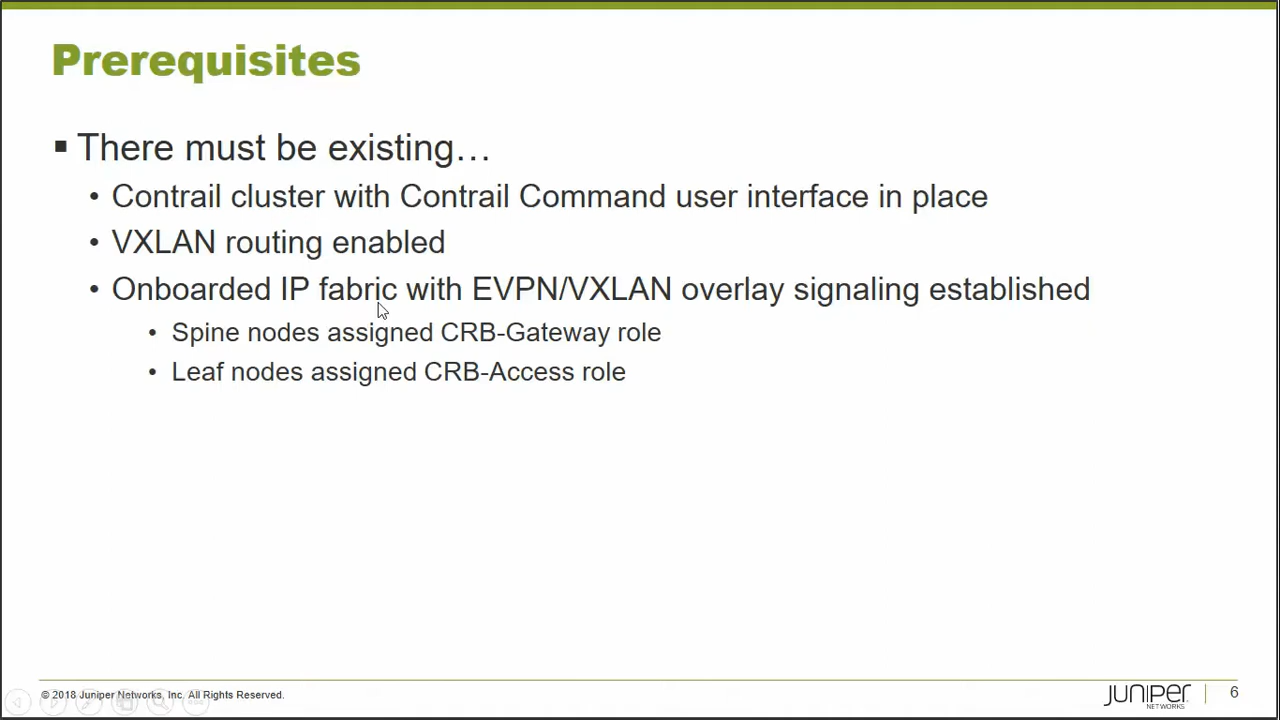 Prerequisites
▪ There must be existing…
• Contrail cluster with Contrail Command user interface in place
• VXLAN routing enabled
• Onboarded IP fabric with EVPN/VXLAN overlay signaling established
• Spine nodes assigned CRB-Gateway role
• Leaf nodes assigned CRB-Access role
© 2018 Juniper Networks, Inc. All Rights Reserved.
JUNIPER
NETWORKS
6